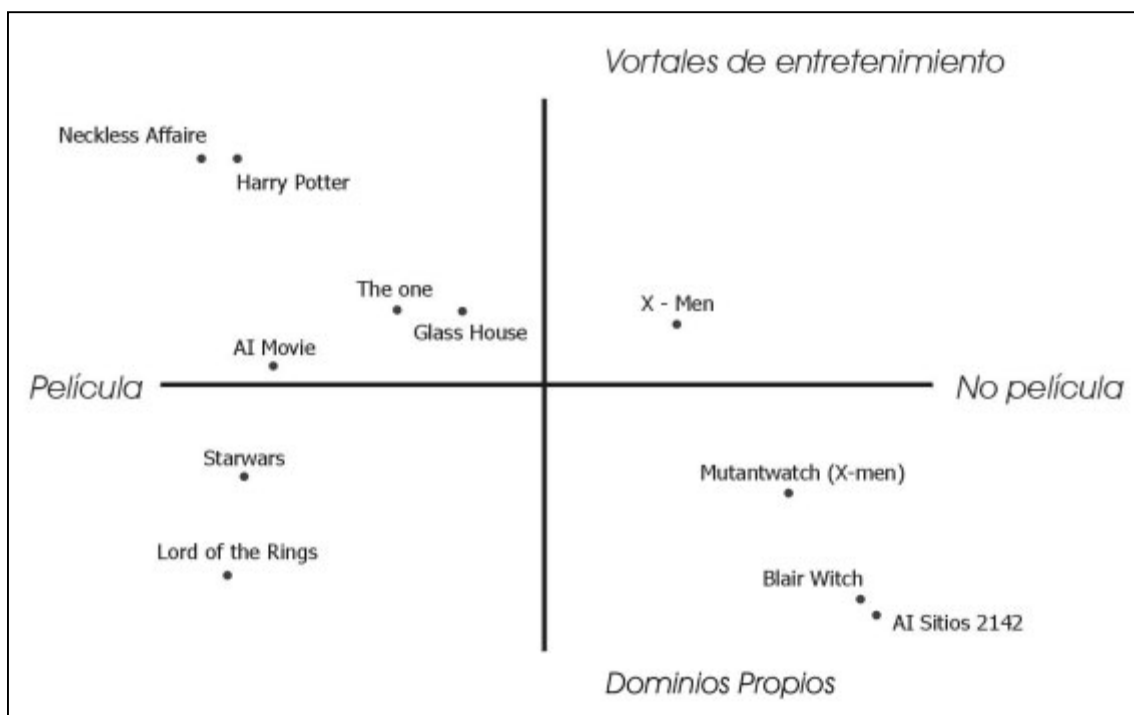 Vortales de entretenimiento
Neckless Affaire
Harry Potter
The one
Glass House
X - Men
AI Movie
Película
No película
Starwars
Mutantwatch (X-men)
Lord of the Rings
Blair Witch
AI Sitios 2142
Dominios Propios